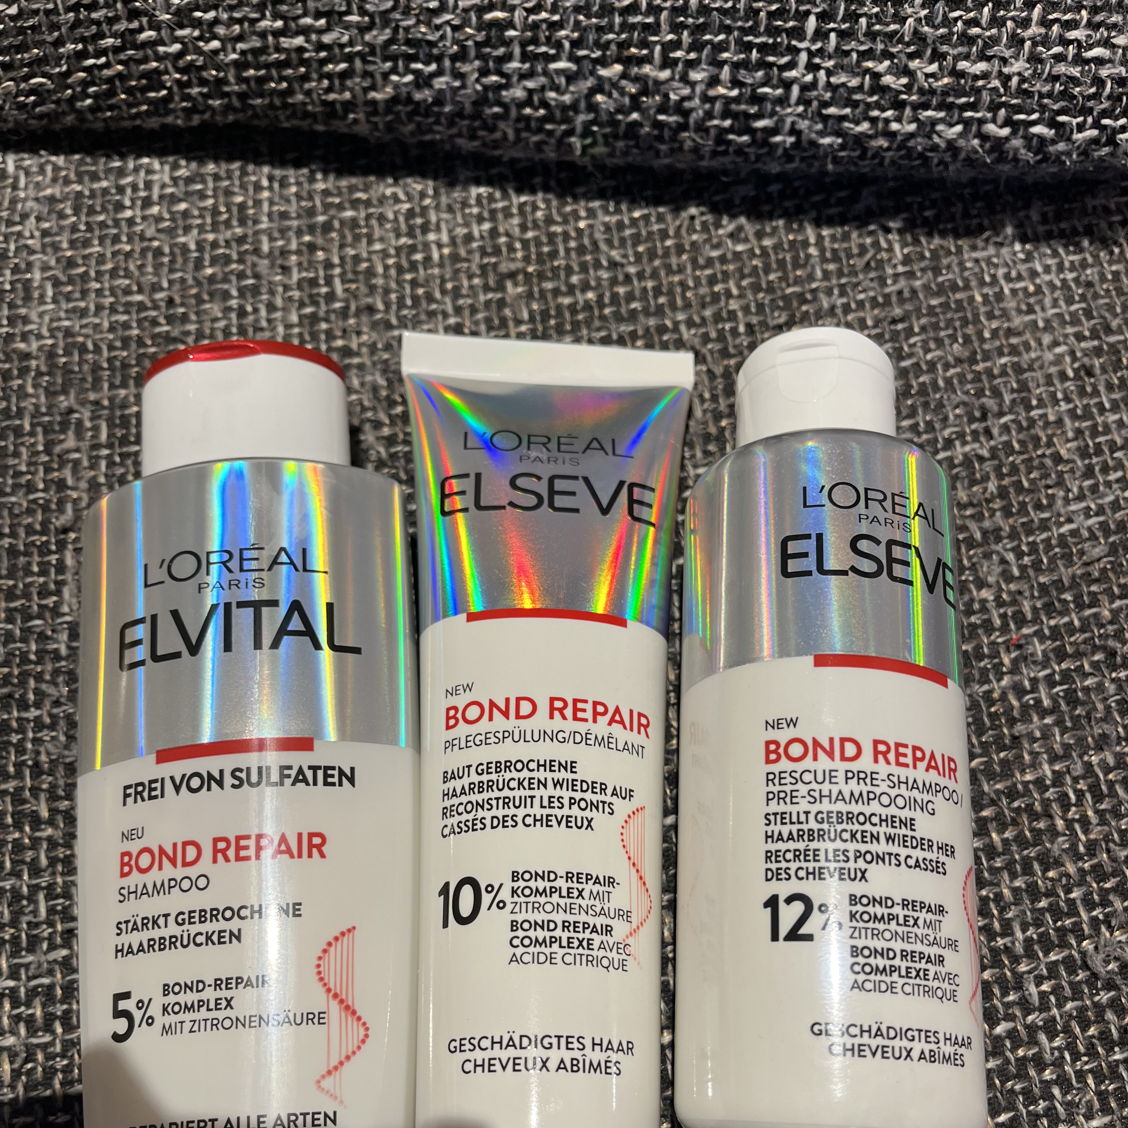 L'ORÉAL
PARIS
ELVITAL
FREI VON SULFATEN
NEU
BOND REPAIR
SHAMPOO
STÄRKT GEBROCHENE
HAARBRÜCKEN
5% BOND-REPAIR
KOMPLEX
MIT ZITRONENSÄURE
REPARIERT ALLE ARTEN
L'ORÉAL
PARIS
ELSEVE
NEW
BOND REPAIR
PFLEGESPÜLUNG/DÉMÊLANT
BAUT GEBROCHENE
HAARBRÜCKEN WIEDER AUF
RECONSTRUIT LES PONTS
CASSÉS DES CHEVEUX
10% BOND-REPAIR-
KOMPLEX MIT
ZITRONENSÄURE
BOND REPAIR
COMPLEXE AVEC
ACIDE CITRIQUE
GESCHÄDIGTES HAAR
CHEVEUX ABÎMÉS
L'ORÉAL
PARIS
ELSEVE
NEW
BOND REPAIR
RESCUE PRE-SHAMPOO/
PRE-SHAMPOOING
STELLT GEBROCHENE
HAARBRÜCKEN WIEDER HER
RECRÉE LES PONTS CASSÉS
DES CHEVEUX
12% BOND-REPAIR-
KOMPLEX MIT
ZITRONENSÄURE
BOND REPAIR
COMPLEXE AVEC
ACIDE CITRIQUE
GESCHÄDIGTES HAAR
CHEVEUX ABÎMÉS